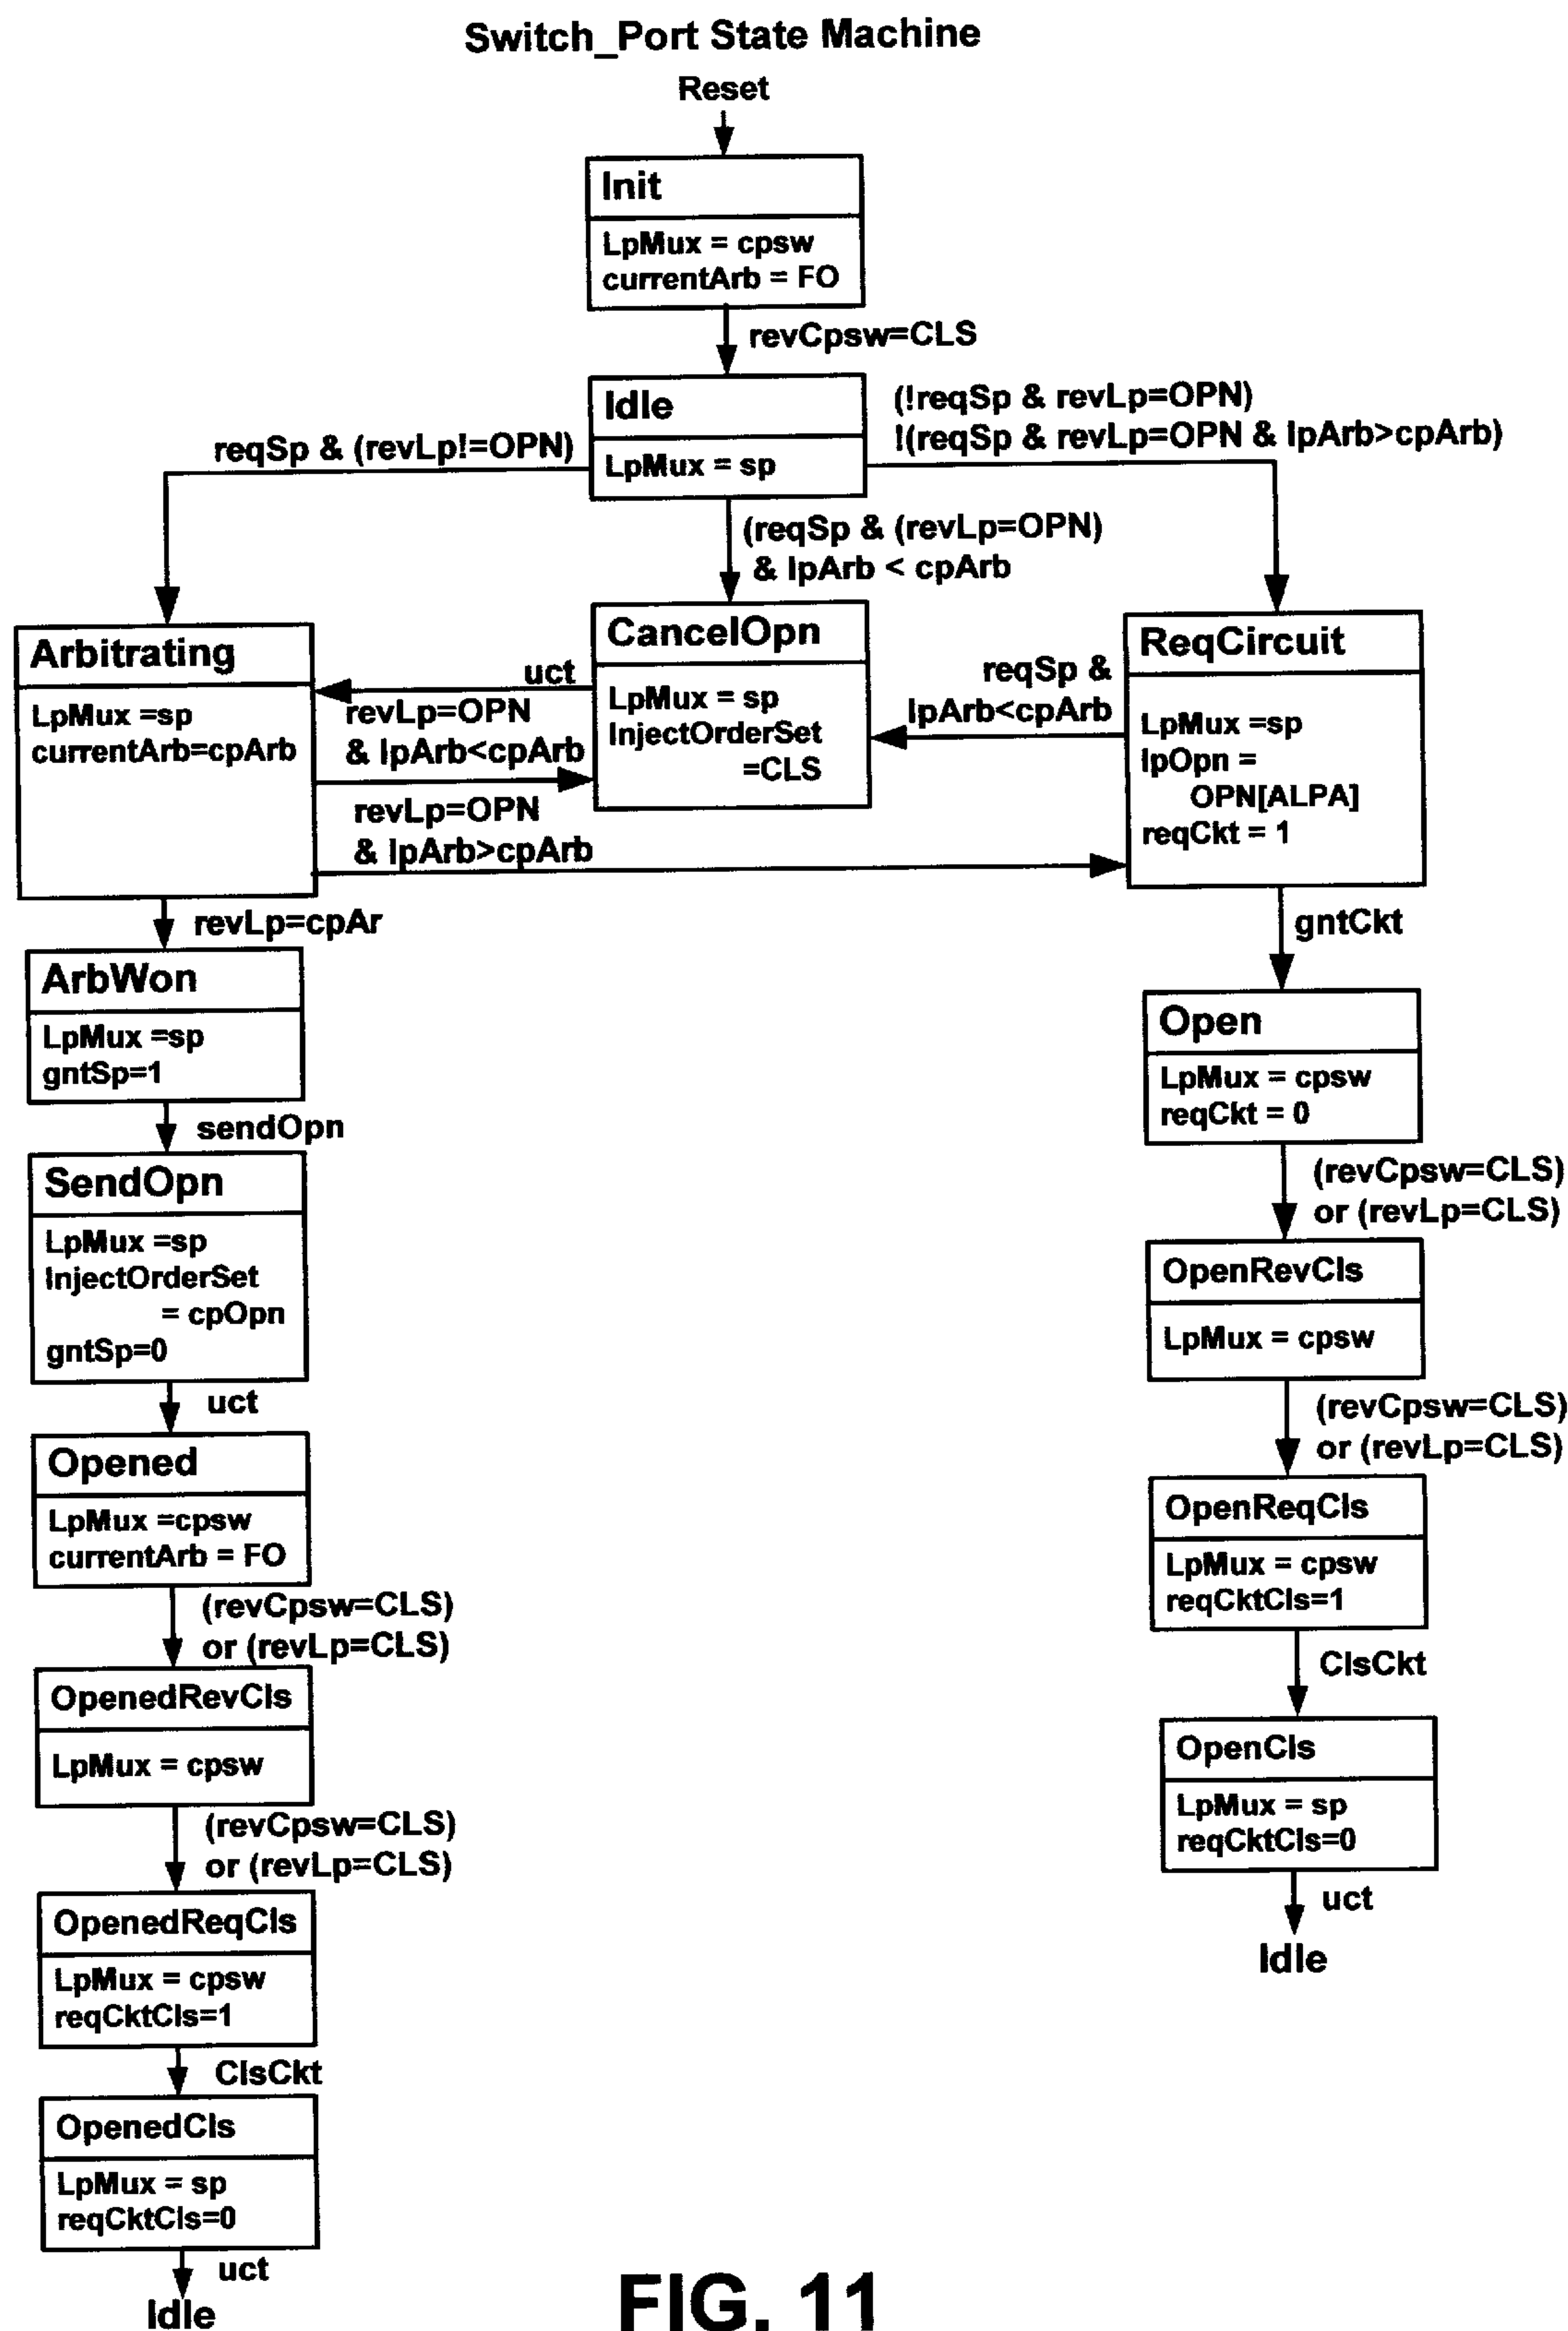 Switch_Port State Machine
Reset
Init
LpMux = cpsw
currentArb = FO
revCpsw=CLS
Idle
LpMux = sp
(!reqSp & revLp=OPN)
!(reqSp & revLp=OPN & lpArb>cpArb)
reqSp & (revLp!=OPN)
(reqSp & (revLp=OPN)
& lpArb < cpArb
Arbitrating
LpMux =sp
currentArb=cpArb
uct
revLp=OPN
& lpArb<cpArb
revLp=OPN
& lpArb>cpArb
CancelOpn
LpMux = sp
InjectOrderSet
=CLS
reqSp &
lpArb<cpArb
ReqCircuit
LpMux =sp
lpOpn =
OPN[ALPA]
reqCkt = 1
revLp=cpAr
ArbWon
LpMux =sp
gntSp=1
sendOpn
SendOpn
LpMux =sp
InjectOrderSet
= cpOpn
gntSp=0
uct
Opened
LpMux =cpsw
currentArb = FO
(revCpsw=CLS)
or (revLp=CLS)
OpenedRevCls
LpMux = cpsw
(revCpsw=CLS)
or (revLp=CLS)
OpenedReqCls
LpMux = cpsw
reqCktCls=1
ClsCkt
OpenedCls
LpMux = sp
reqCktCls=0
uct
Idle
gntCkt
Open
LpMux = cpsw
reqCkt = 0
(revCpsw=CLS)
or (revLp=CLS)
OpenRevCls
LpMux = cpsw
(revCpsw=CLS)
or (revLp=CLS)
OpenReqCls
LpMux = cpsw
reqCktCls=1
ClsCkt
OpenCls
LpMux = sp
reqCktCls=0
uct
Idle
FIG. 11